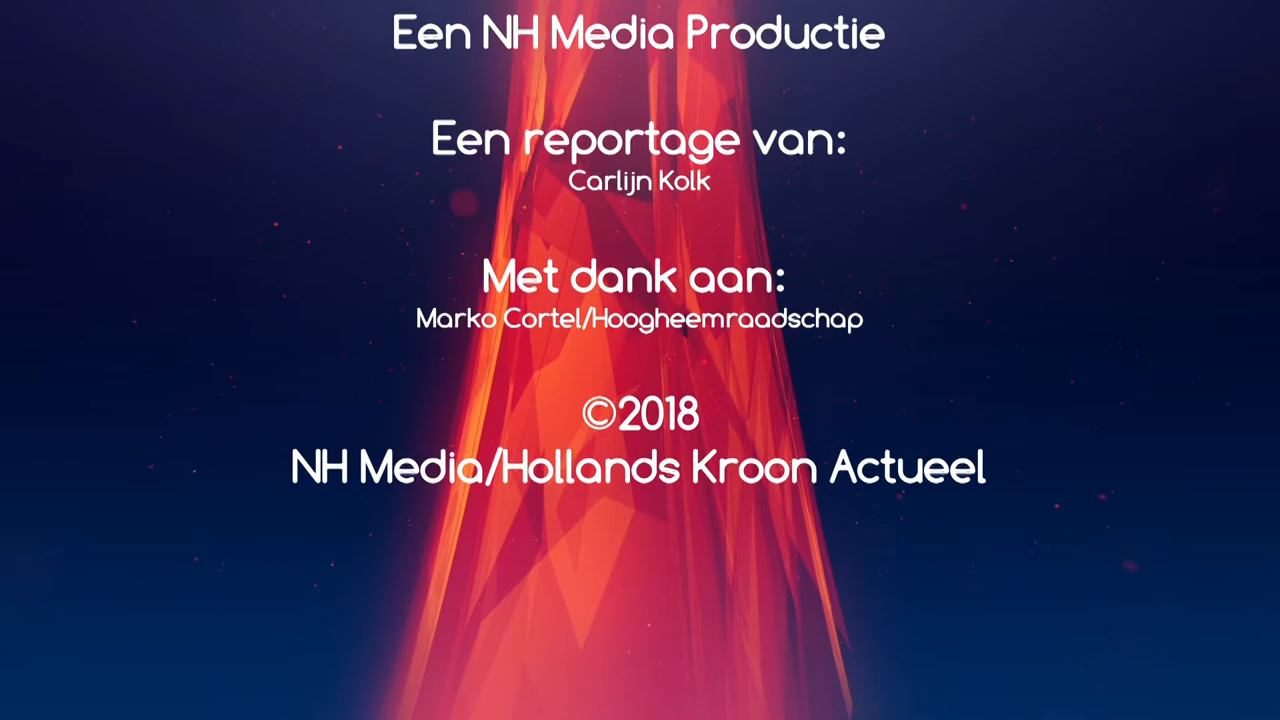 Een NH Media Productie
Een reportage van:
Carlijn Kolk
Met dank aan:
Marko Cortel/Hoogheemraadschap
©2018
NH Media/Hollands Kroon Actueel